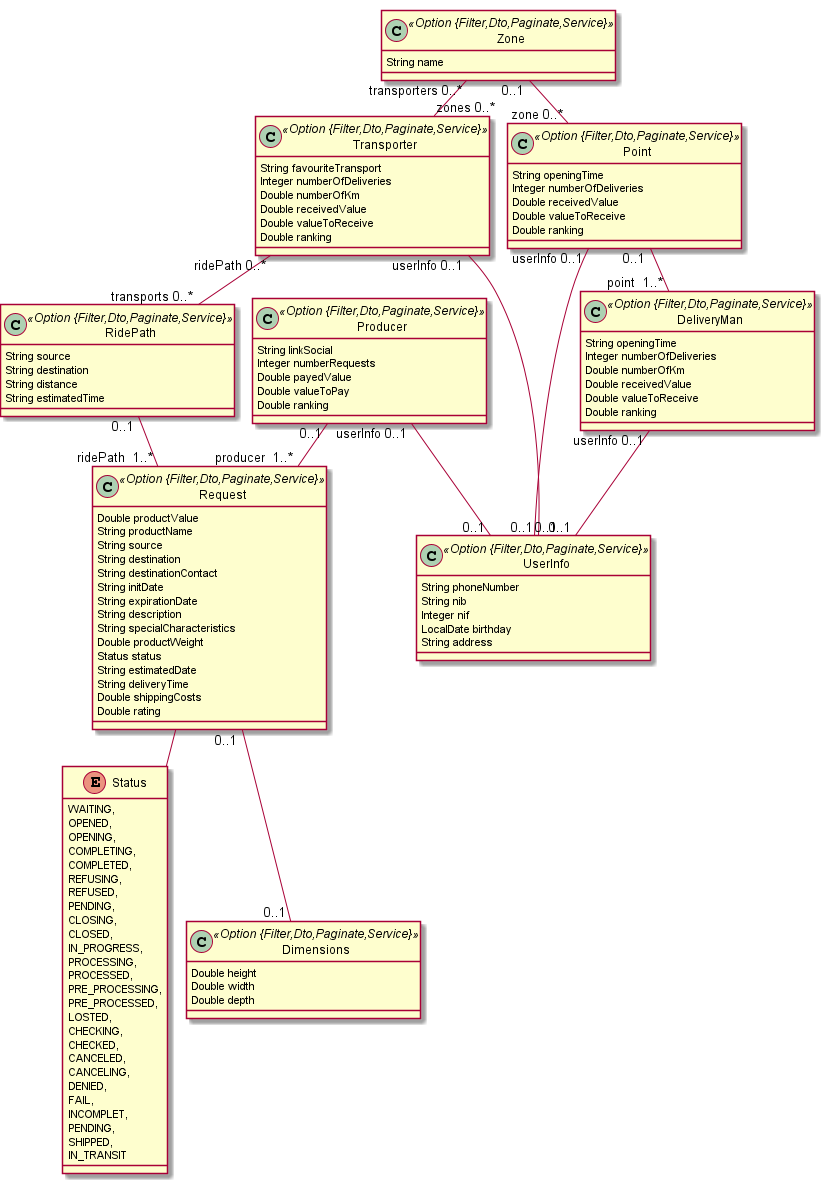 C «Option {Filter,Dto,Paginate,Service}»
Zone
String name
transporters 0..*
0..1
zones 0..*
zone 0..*
C «Option {Filter,Dto,Paginate,Service}»
Transporter
String favouriteTransport
Integer numberOfDeliveries
Double numberOfKm
Double receivedValue
Double valueToReceive
Double ranking
C «Option {Filter,Dto,Paginate,Service}»
Point
String openingTime
Integer numberOfDeliveries
Double receivedValue
Double valueToReceive
Double ranking
ridePath 0..*
userInfo 0..1
userInfo 0..1
0..1
transports 0..*
point 1..*
C «Option {Filter,Dto,Paginate,Service}»
RidePath
String source
String destination
String distance
String estimatedTime
C «Option {Filter,Dto,Paginate,Service}»
Producer
String linkSocial
Integer numberRequests
Double payedValue
Double valueToPay
Double ranking
C «Option {Filter,Dto,Paginate,Service}»
DeliveryMan
String openingTime
Integer numberOfDeliveries
Double numberOfKm
Double receivedValue
Double valueToReceive
Double ranking
0..1
0..1
userInfo 0..1
userInfo 0..1
ridePath 1..*
producer 1..*
C «Option {Filter,Dto,Paginate,Service}»
Request
Double productValue
String productName
String source
String destination
String destinationContact
String initDate
String expirationDate
String description
String specialCharacteristics
Double productWeight
Status status
String estimatedDate
String deliveryTime
Double shippingCosts
Double rating
0..1
0..1
0..1
0..1
C «Option {Filter,Dto,Paginate,Service}»
UserInfo
String phoneNumber
String nib
Integer nif
LocalDate birthday
String address
0..1
E Status
WAITING,
OPENED,
OPENING,
COMPLETING,
COMPLETED,
REFUSING,
REFUSED,
PENDING,
CLOSING,
CLOSED,
IN_PROGRESS,
PROCESSING,
PROCESSED,
PRE_PROCESSING,
PRE_PROCESSED,
LOSTED,
CHECKING,
CHECKED,
CANCELED,
CANCELING,
DENIED,
FAIL,
INCOMPLET,
PENDING,
SHIPPED,
IN_TRANSIT
0..1
C «Option {Filter,Dto,Paginate,Service}»
Dimensions
Double height
Double width
Double depth